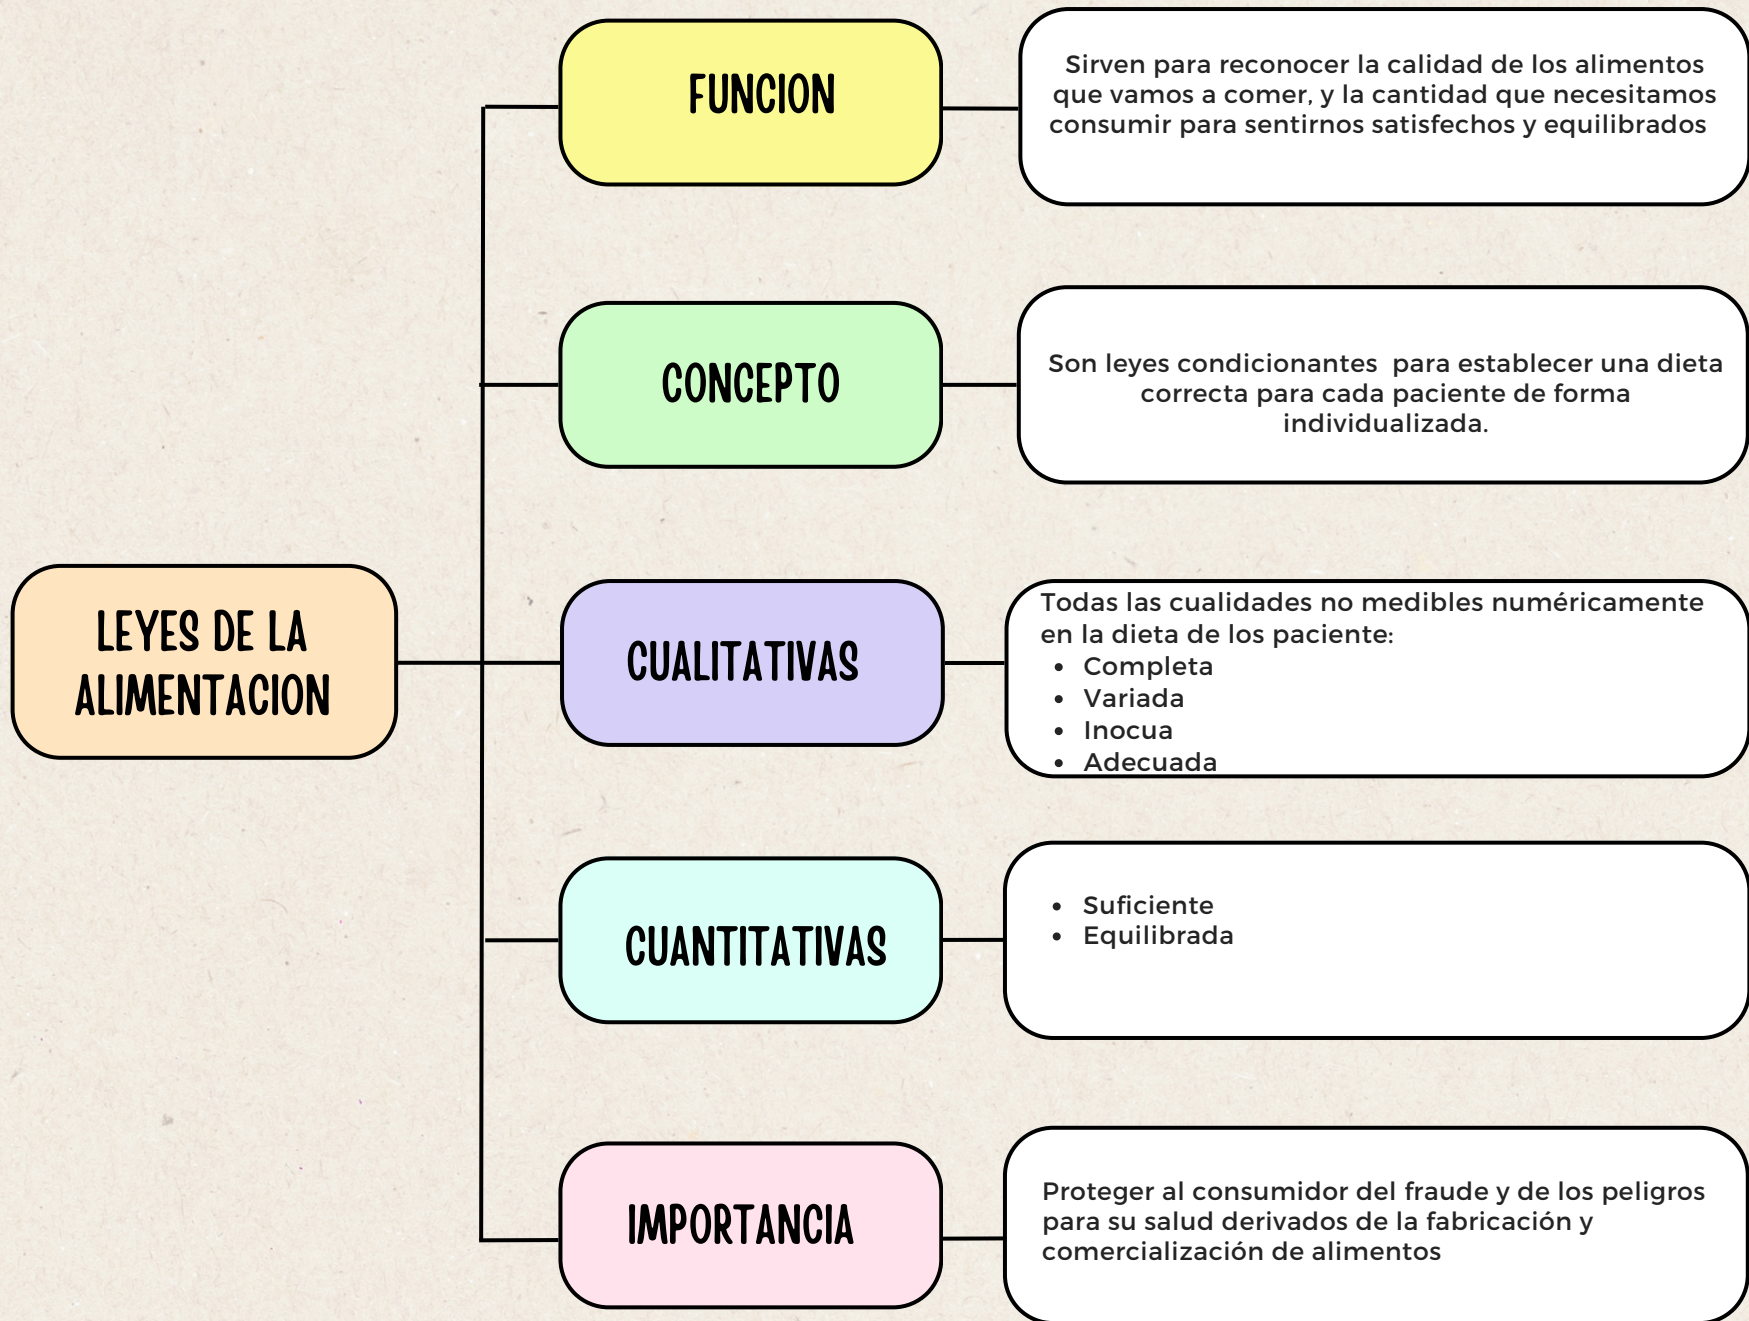 FUNCION
Sirven para reconocer la calidad de los alimentos
que vamos a comer, y la cantidad que necesitamos
consumir para sentirnos satisfechos y equilibrados
CONCEPTO
Son leyes condicionantes  para establecer una dieta
correcta para cada paciente de forma
individualizada.
LEYES DE LA
ALIMENTACION
CUALITATIVAS
Todas las cualidades no medibles numéricamente
en la dieta de los paciente:
• Completa
• Variada
• Inocua
• Adecuada
CUANTITATIVAS
• Suficiente
• Equilibrada
IMPORTANCIA
Proteger al consumidor del fraude y de los peligros
para su salud derivados de la fabricación y
comercialización de alimentos